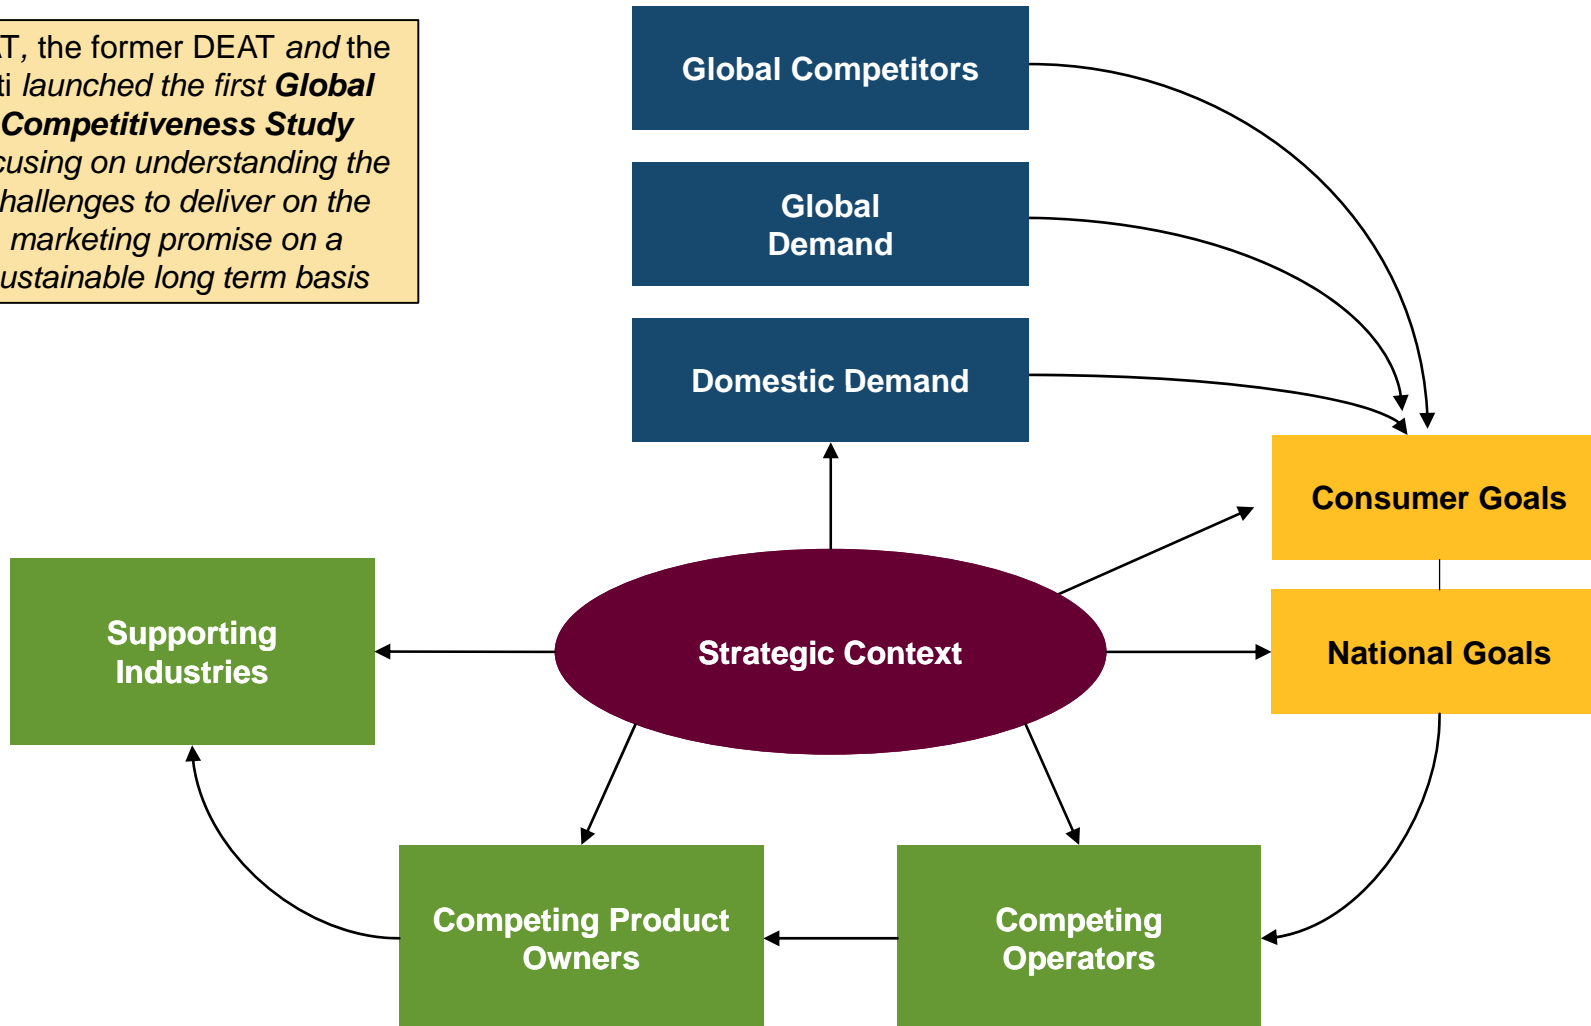 AT, the former DEAT and the
ti launched the first Global
Competitiveness Study
cusing on understanding the
hallenges to deliver on the
marketing promise on a
ustainable long term basis
Global Competitors
Global
Demand
Domestic Demand
Consumer Goals
Supporting
Industries
Strategic Context
National Goals
Competing Product
Owners
Competing
Operators